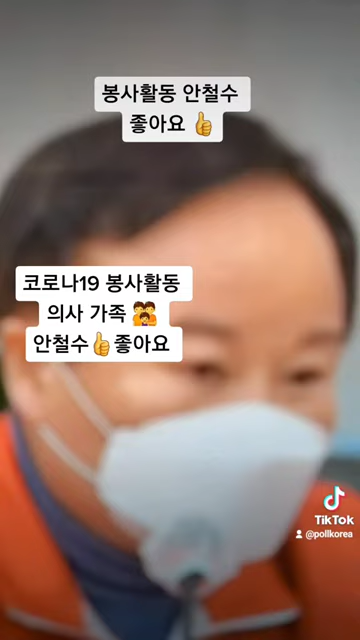 봉사활동 안철수
좋아요 👍
코로나19 봉사활동
의사 가족 👨‍👩‍👦
안철수👍좋아요
TikTok
@pollkorea